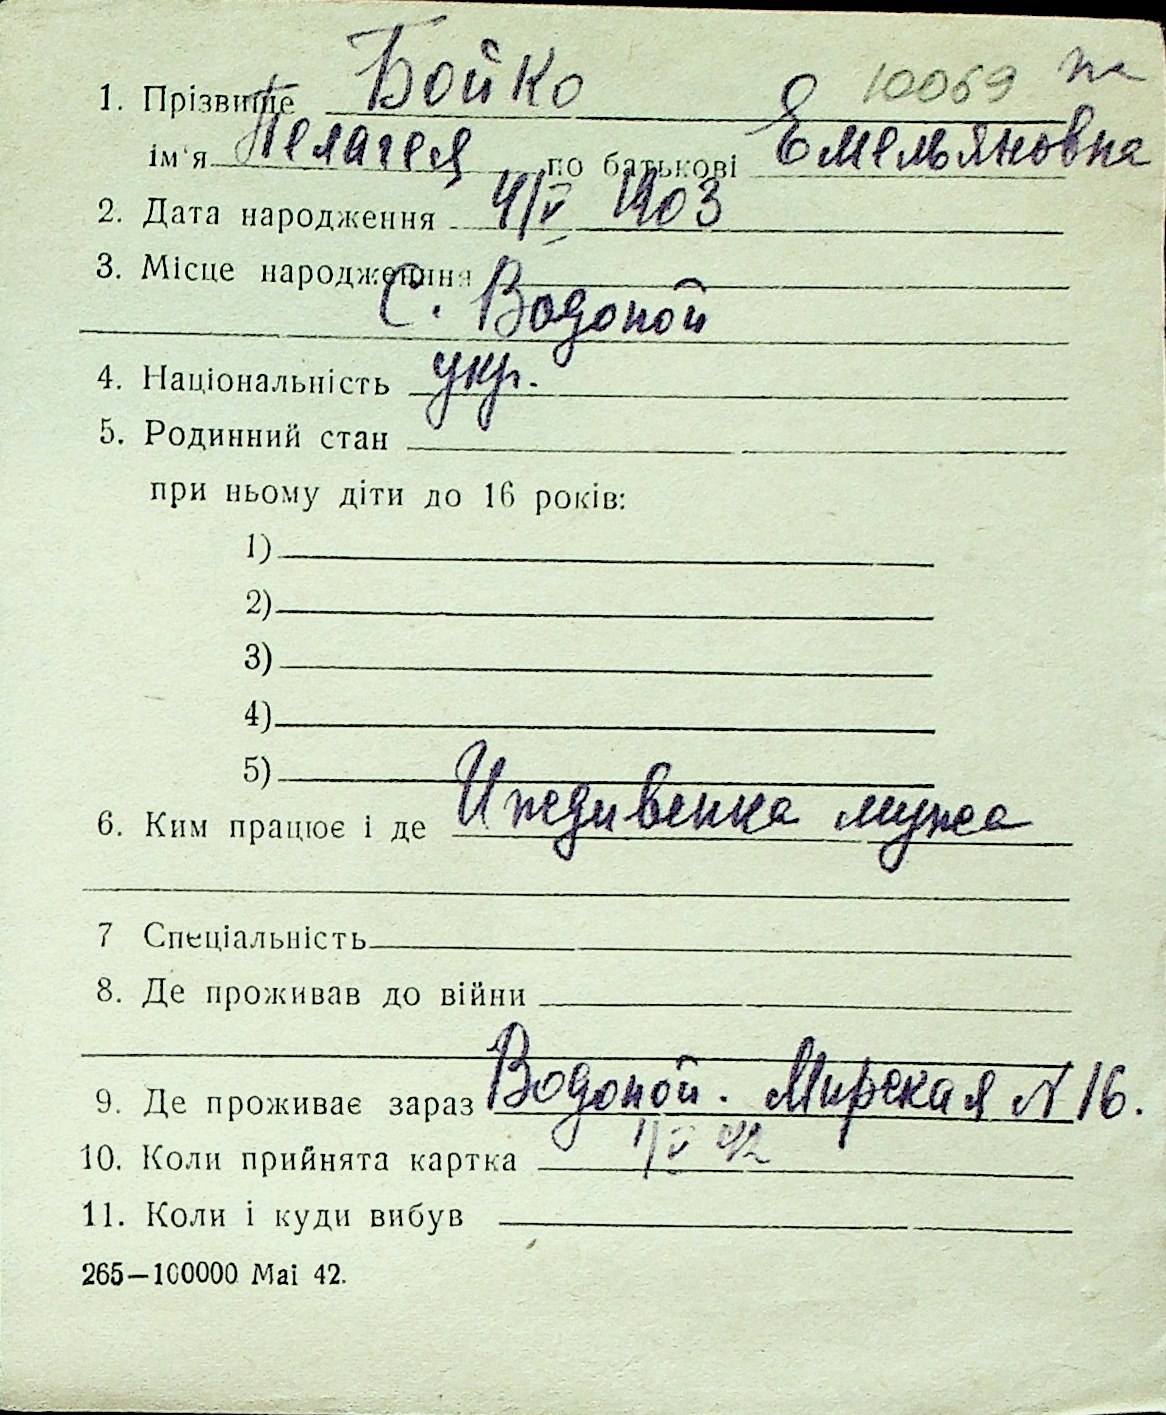 10069 на
1. Прізвище Бойко
ім'я Пелагея по батькові Емельяновна
2. Дата народження 4/V 1903
3. Місце народження
с. Водопой
4. Національність укр.
5. Родинний стан
при ньому діти до 16 років:
1)
2)
3)
4)
5)
6. Ким працює і де Иждивенка мужа
7 Спеціальність
8. Де проживав до війни
9. Де проживає зараз Водопой. Мирская N 16.
10. Коли прийнята картка 1/V 42
11. Коли і куди вибув
265—100000 Mai 42.